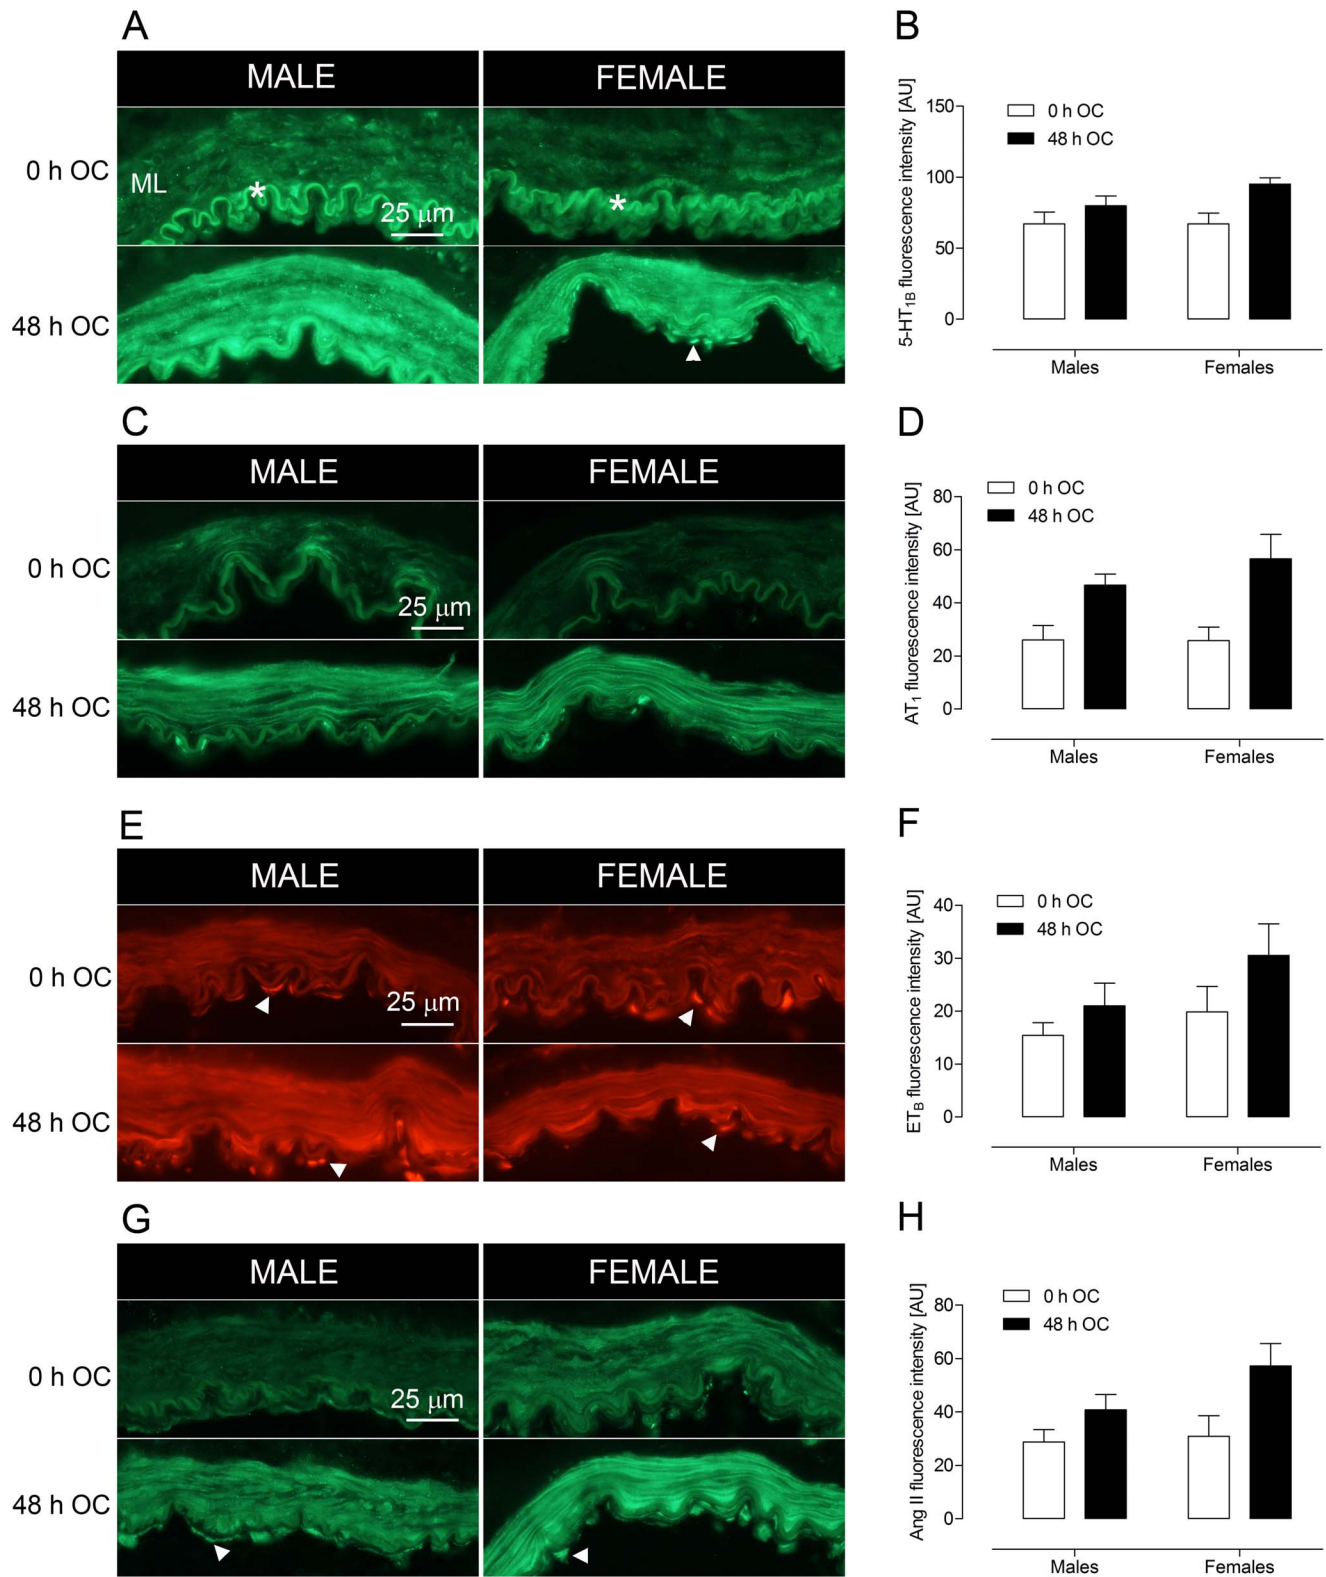 A
MALE
FEMALE
0 h OC
ML
*
25 μm
*
48 h OC
B
5-HT1B fluorescence intensity [AU]
150
100
50
0
0 h OC
48 h OC
Males
Females
C
MALE
FEMALE
0 h OC
25 μm
48 h OC
D
AT1 fluorescence intensity [AU]
80
60
40
20
0
0 h OC
48 h OC
Males
Females
E
MALE
FEMALE
0 h OC
25 μm
48 h OC
F
ETB fluorescence intensity [AU]
40
30
20
10
0
0 h OC
48 h OC
Males
Females
G
MALE
FEMALE
0 h OC
25 μm
48 h OC
H
Ang II fluorescence intensity [AU]
80
60
40
20
0
0 h OC
48 h OC
Males
Females